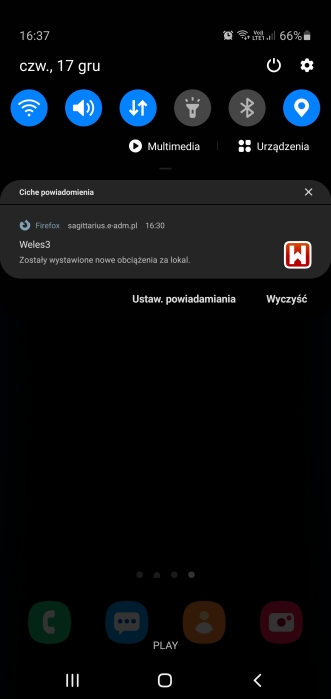 16:37 VoJ) LTE1 66%
czw., 17 gru
Multimedia Urządzenia
Ciche powiadomienia
Firefox sagittarius.e-adm.pl 16:30
Weles3
Zostały wystawione nowe obciążenia za lokal.
W
Ustaw. powiadamiania Wyczyść
PLAY